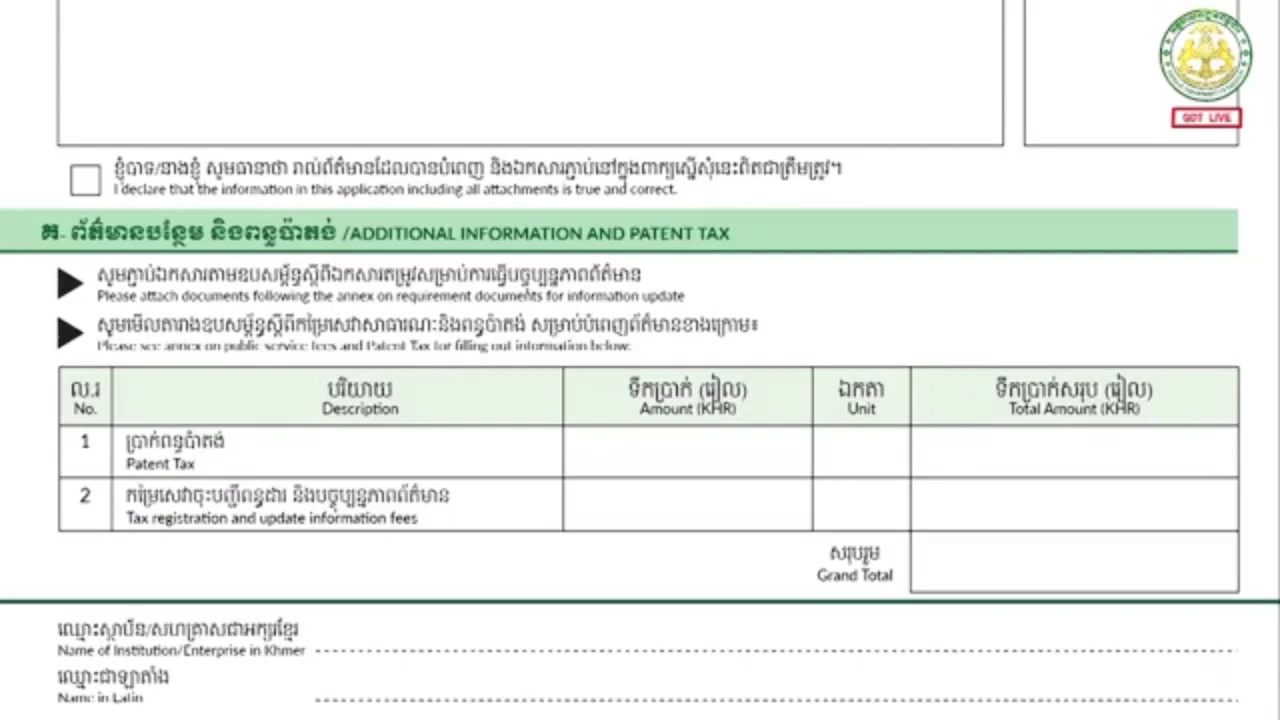 GDT LIVE
ខ្ញុំបាទ/នាងខ្ញុំ សូមធានាថា រាល់ព័ត៌មានដែលបានបំពេញ និងឯកសារភ្ជាប់នៅក្នុងពាក្យស្នើសុំនេះពិតជាត្រឹមត្រូវ។
I declare that the information in this application including all attachments is true and correct.
គ- ព័ត៌មានបន្ថែម និងពន្ធប៉ាតង់ /ADDITIONAL INFORMATION AND PATENT TAX
សូមភ្ជាប់ឯកសារតាមឧបសម្ព័ន្ធស្តីពីឯកសារតម្រូវសម្រាប់ការធ្វើបច្ចុប្បន្នភាពព័ត៌មាន
Please attach documents following the annex on requirement documents for information update
សូមមើលតារាងឧបសម្ព័ន្ធស្តីពីកម្រៃសេវាសាធារណៈនិងពន្ធប៉ាតង់ សម្រាប់បំពេញព័ត៌មានខាងក្រោម៖
Please see annex on public service fees and Patent Tax for filling out information below:
ល.រ បរិយាយ ទឹកប្រាក់ (រៀល) ឯកតា ទឹកប្រាក់សរុប (រៀល)
No. Description Amount (KHR) Unit Total Amount (KHR)
1 ប្រាក់ពន្ធប៉ាតង់
Patent Tax
2 កម្រៃសេវាចុះបញ្ជីពន្ធដារ និងបច្ចុប្បន្នភាពព័ត៌មាន
Tax registration and update information fees
សរុបរួម
Grand Total
ឈ្មោះស្ថាប័ន/សហគ្រាសជាអក្សរខ្មែរ
Name of Institution/Enterprise in Khmer
ឈ្មោះជាឡាតាំង
Name in Latin